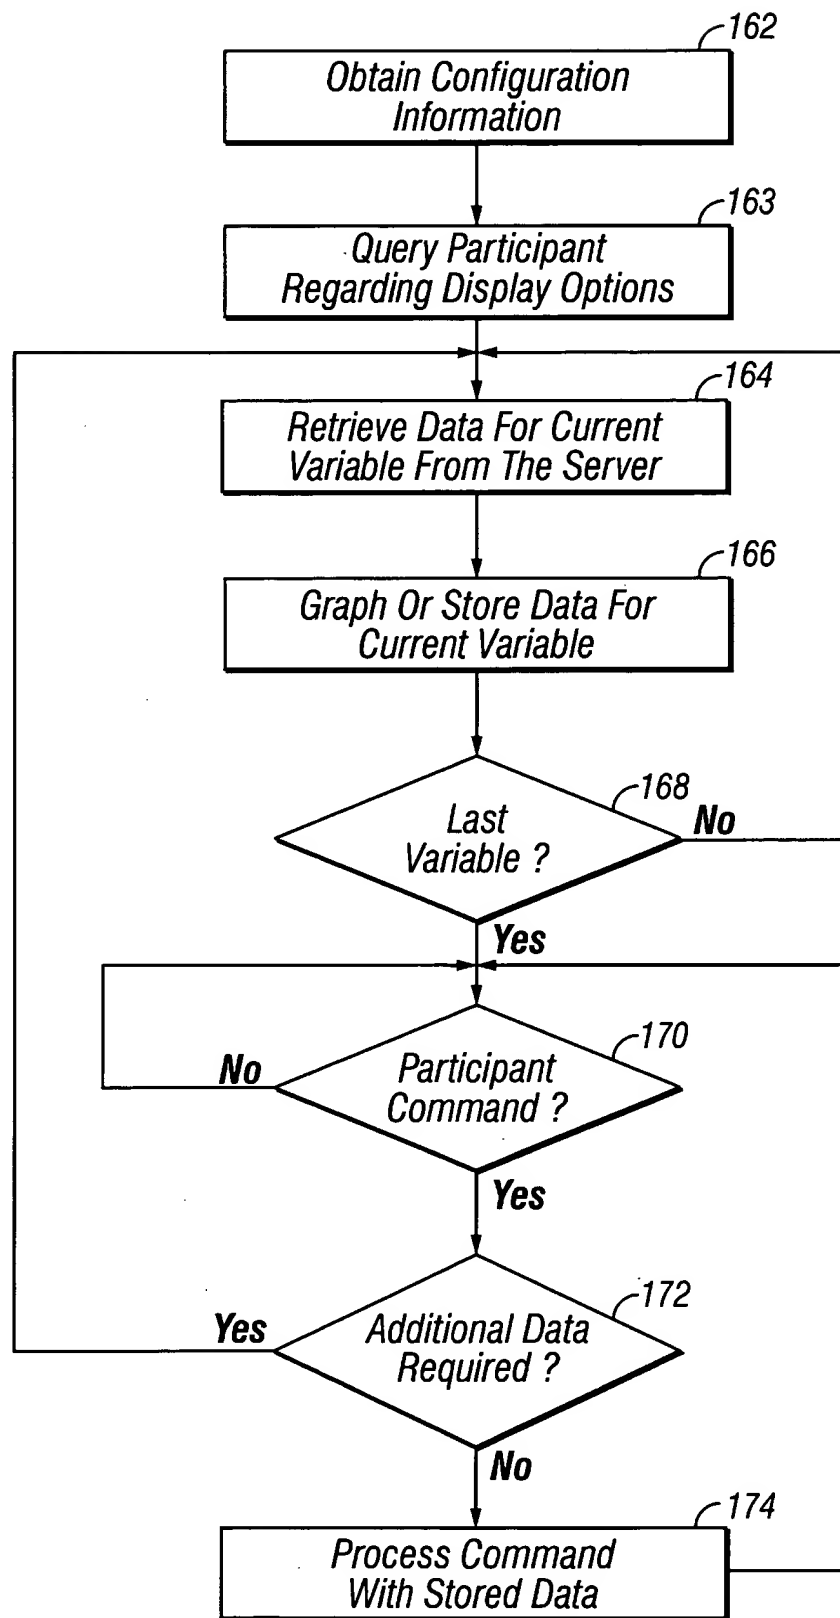 162
Obtain Configuration
Information
163
Query Participant
Regarding Display Options
164
Retrieve Data For Current
Variable From The Server
166
Graph Or Store Data For
Current Variable
168
Last
Variable ?
No
Yes
170
Participant
Command ?
No
Yes
172
Additional Data
Required ?
Yes
No
174
Process Command
With Stored Data